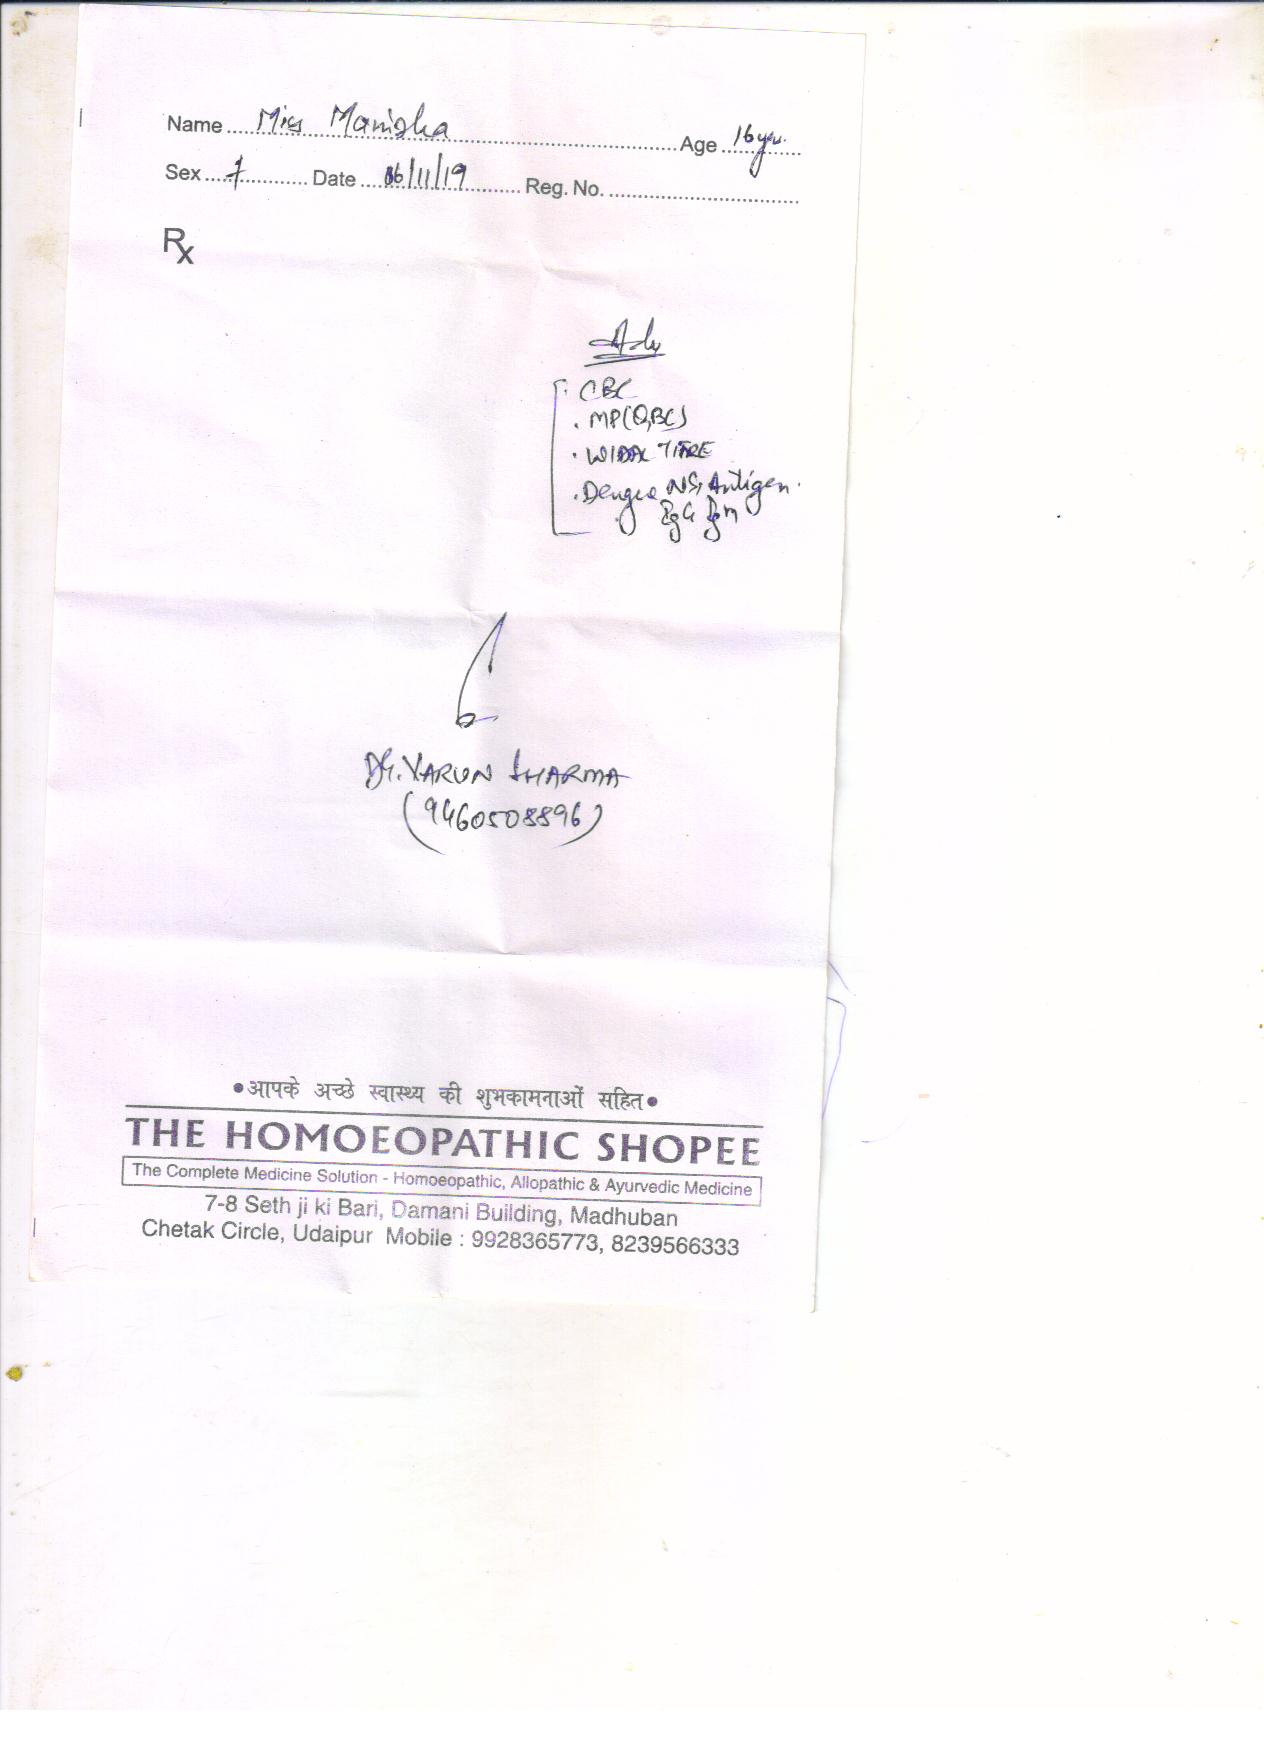 Name Miss Manisha Age 16yr.
Sex f Date 06/11/19 Reg. No.
Rx
Adv
. CBC
. MP(QBC)
. WIDAL TITRE
. Dengue NS1 Antigen.
IgG IgM
Dr. VARUN SHARMA
(9460508896)
•आपके अच्छे स्वास्थ्य की शुभकामनाओं सहित•
THE HOMOEOPATHIC SHOPEE
The Complete Medicine Solution - Homoeopathic, Allopathic & Ayurvedic Medicine
7-8 Seth ji ki Bari, Damani Building, Madhuban
Chetak Circle, Udaipur Mobile : 9928365773, 8239566333